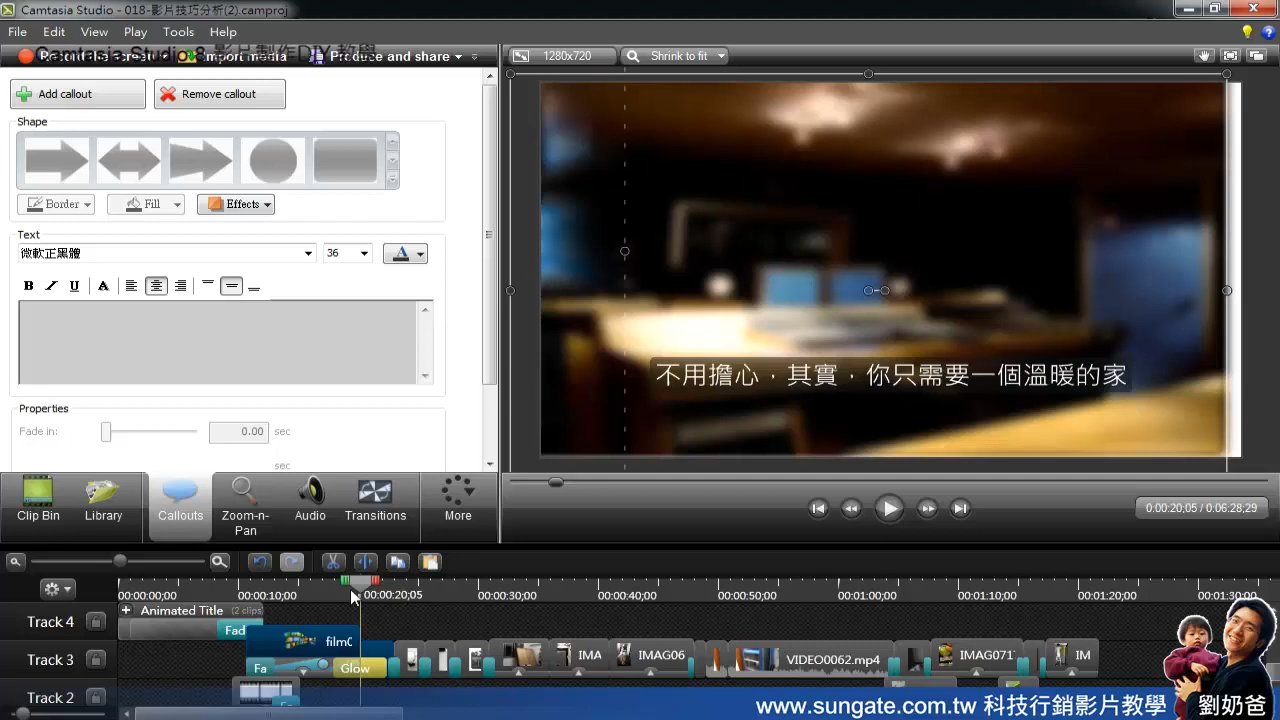 Camtasia Studio - 018-影片技巧分析(2).camproj
File Edit View Play Tools Help
Camtasia Studio 8 影片製作DIY 教學
Import media
Produce and share
1280x720
Shrink to fit
Add callout
Remove callout
Shape
Border
Fill
Effects
Text
微軟正黑體
36
B I U A
Properties
Fade in:
0.00
sec
sec
不用擔心，其實，你只需要一個溫暖的家
Clip Bin
Library
Callouts
Zoom-n-Pan
Audio
Transitions
More
0:00:20;05 / 0:06:28;29
00:00:00;00
00:00:10;00
00:00:20;05
00:00:30;00
00:00:40;00
00:00:50;00
00:01:00;00
00:01:10;00
00:01:20;00
00:01:30;00
Track 4
Animated Title (2 clips
Fad
Track 3
filmC
Fa
Glow
IMA
IMAG06
VIDEO0062.mp4
IMAG071
IM
Track 2
www.sungate.com.tw 科技行銷影片教學
劉奶爸